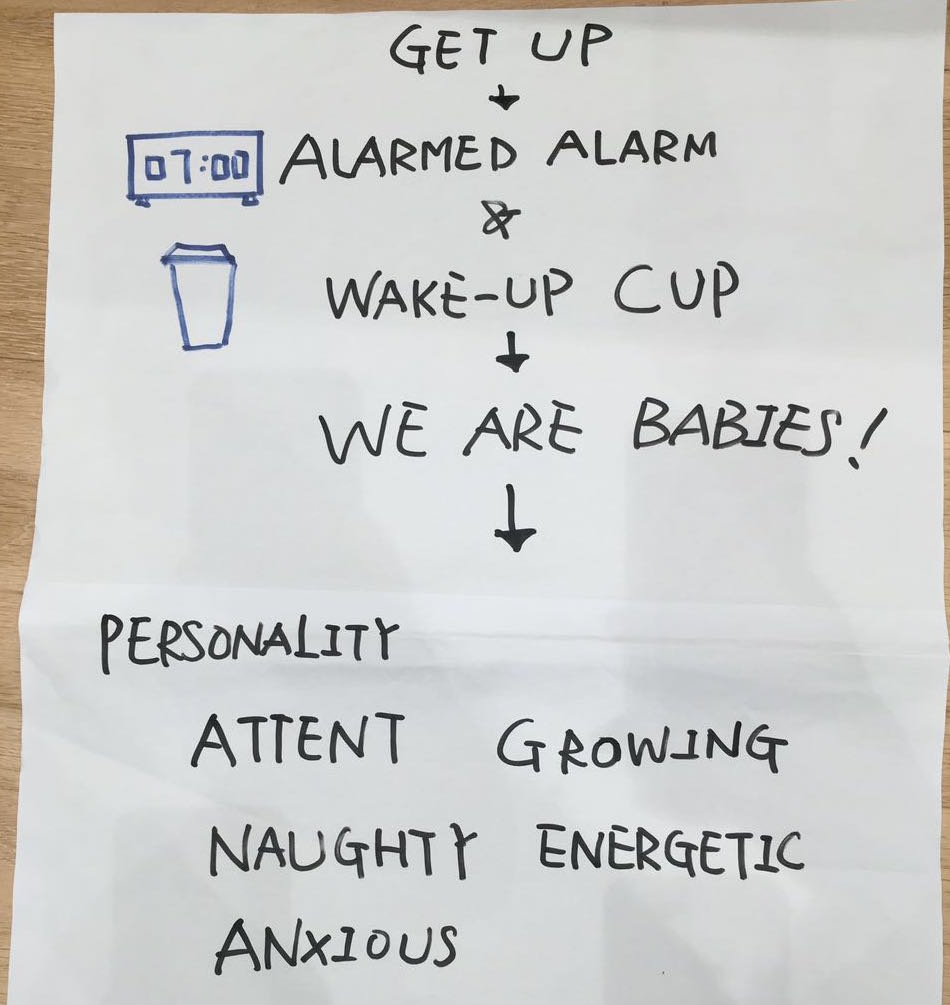 GET UP
07:00 ALARMED ALARM
&
WAKE-UP CUP
WE ARE BABIES!
PERSONALITY
ATTENT GROWING
NAUGHTY ENERGETIC
ANXIOUS